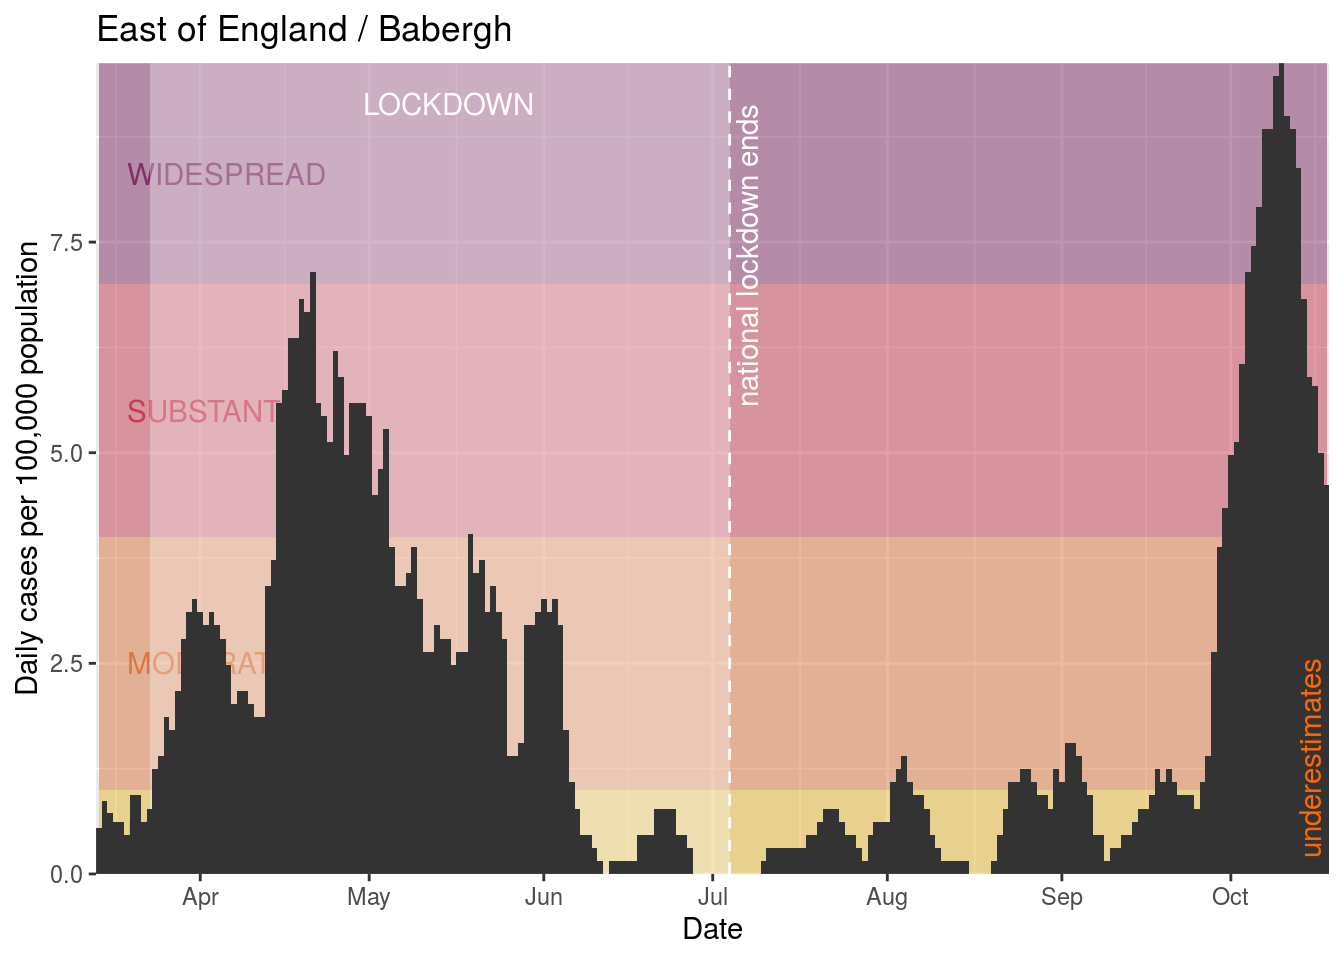 East of England / Babergh
LOCKDOWN
WIDESPREAD
national lockdown ends
SUBSTANT
underestimates
Daily cases per 100,000 population
7.5
5.0
2.5
0.0
Apr
May
Jun
Jul
Aug
Sep
Oct
Date